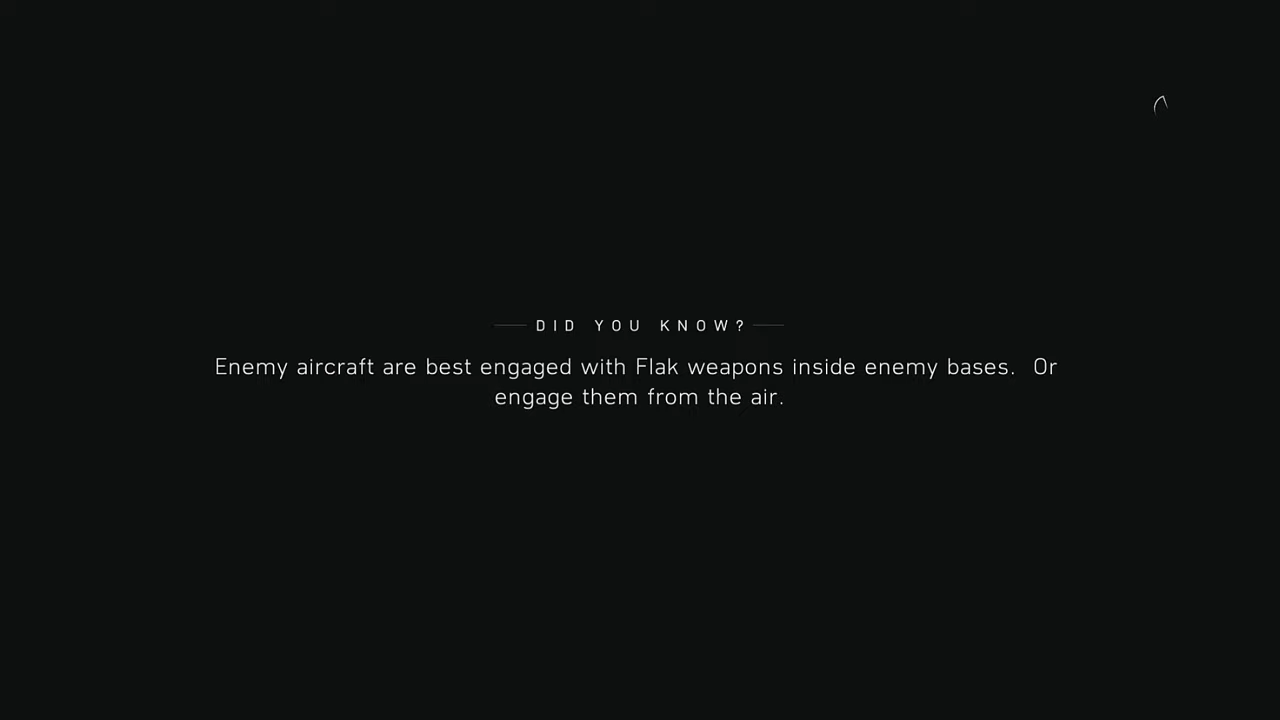 DID YOU KNOW?
Enemy aircraft are best engaged with Flak weapons inside enemy bases.  Or
engage them from the air.